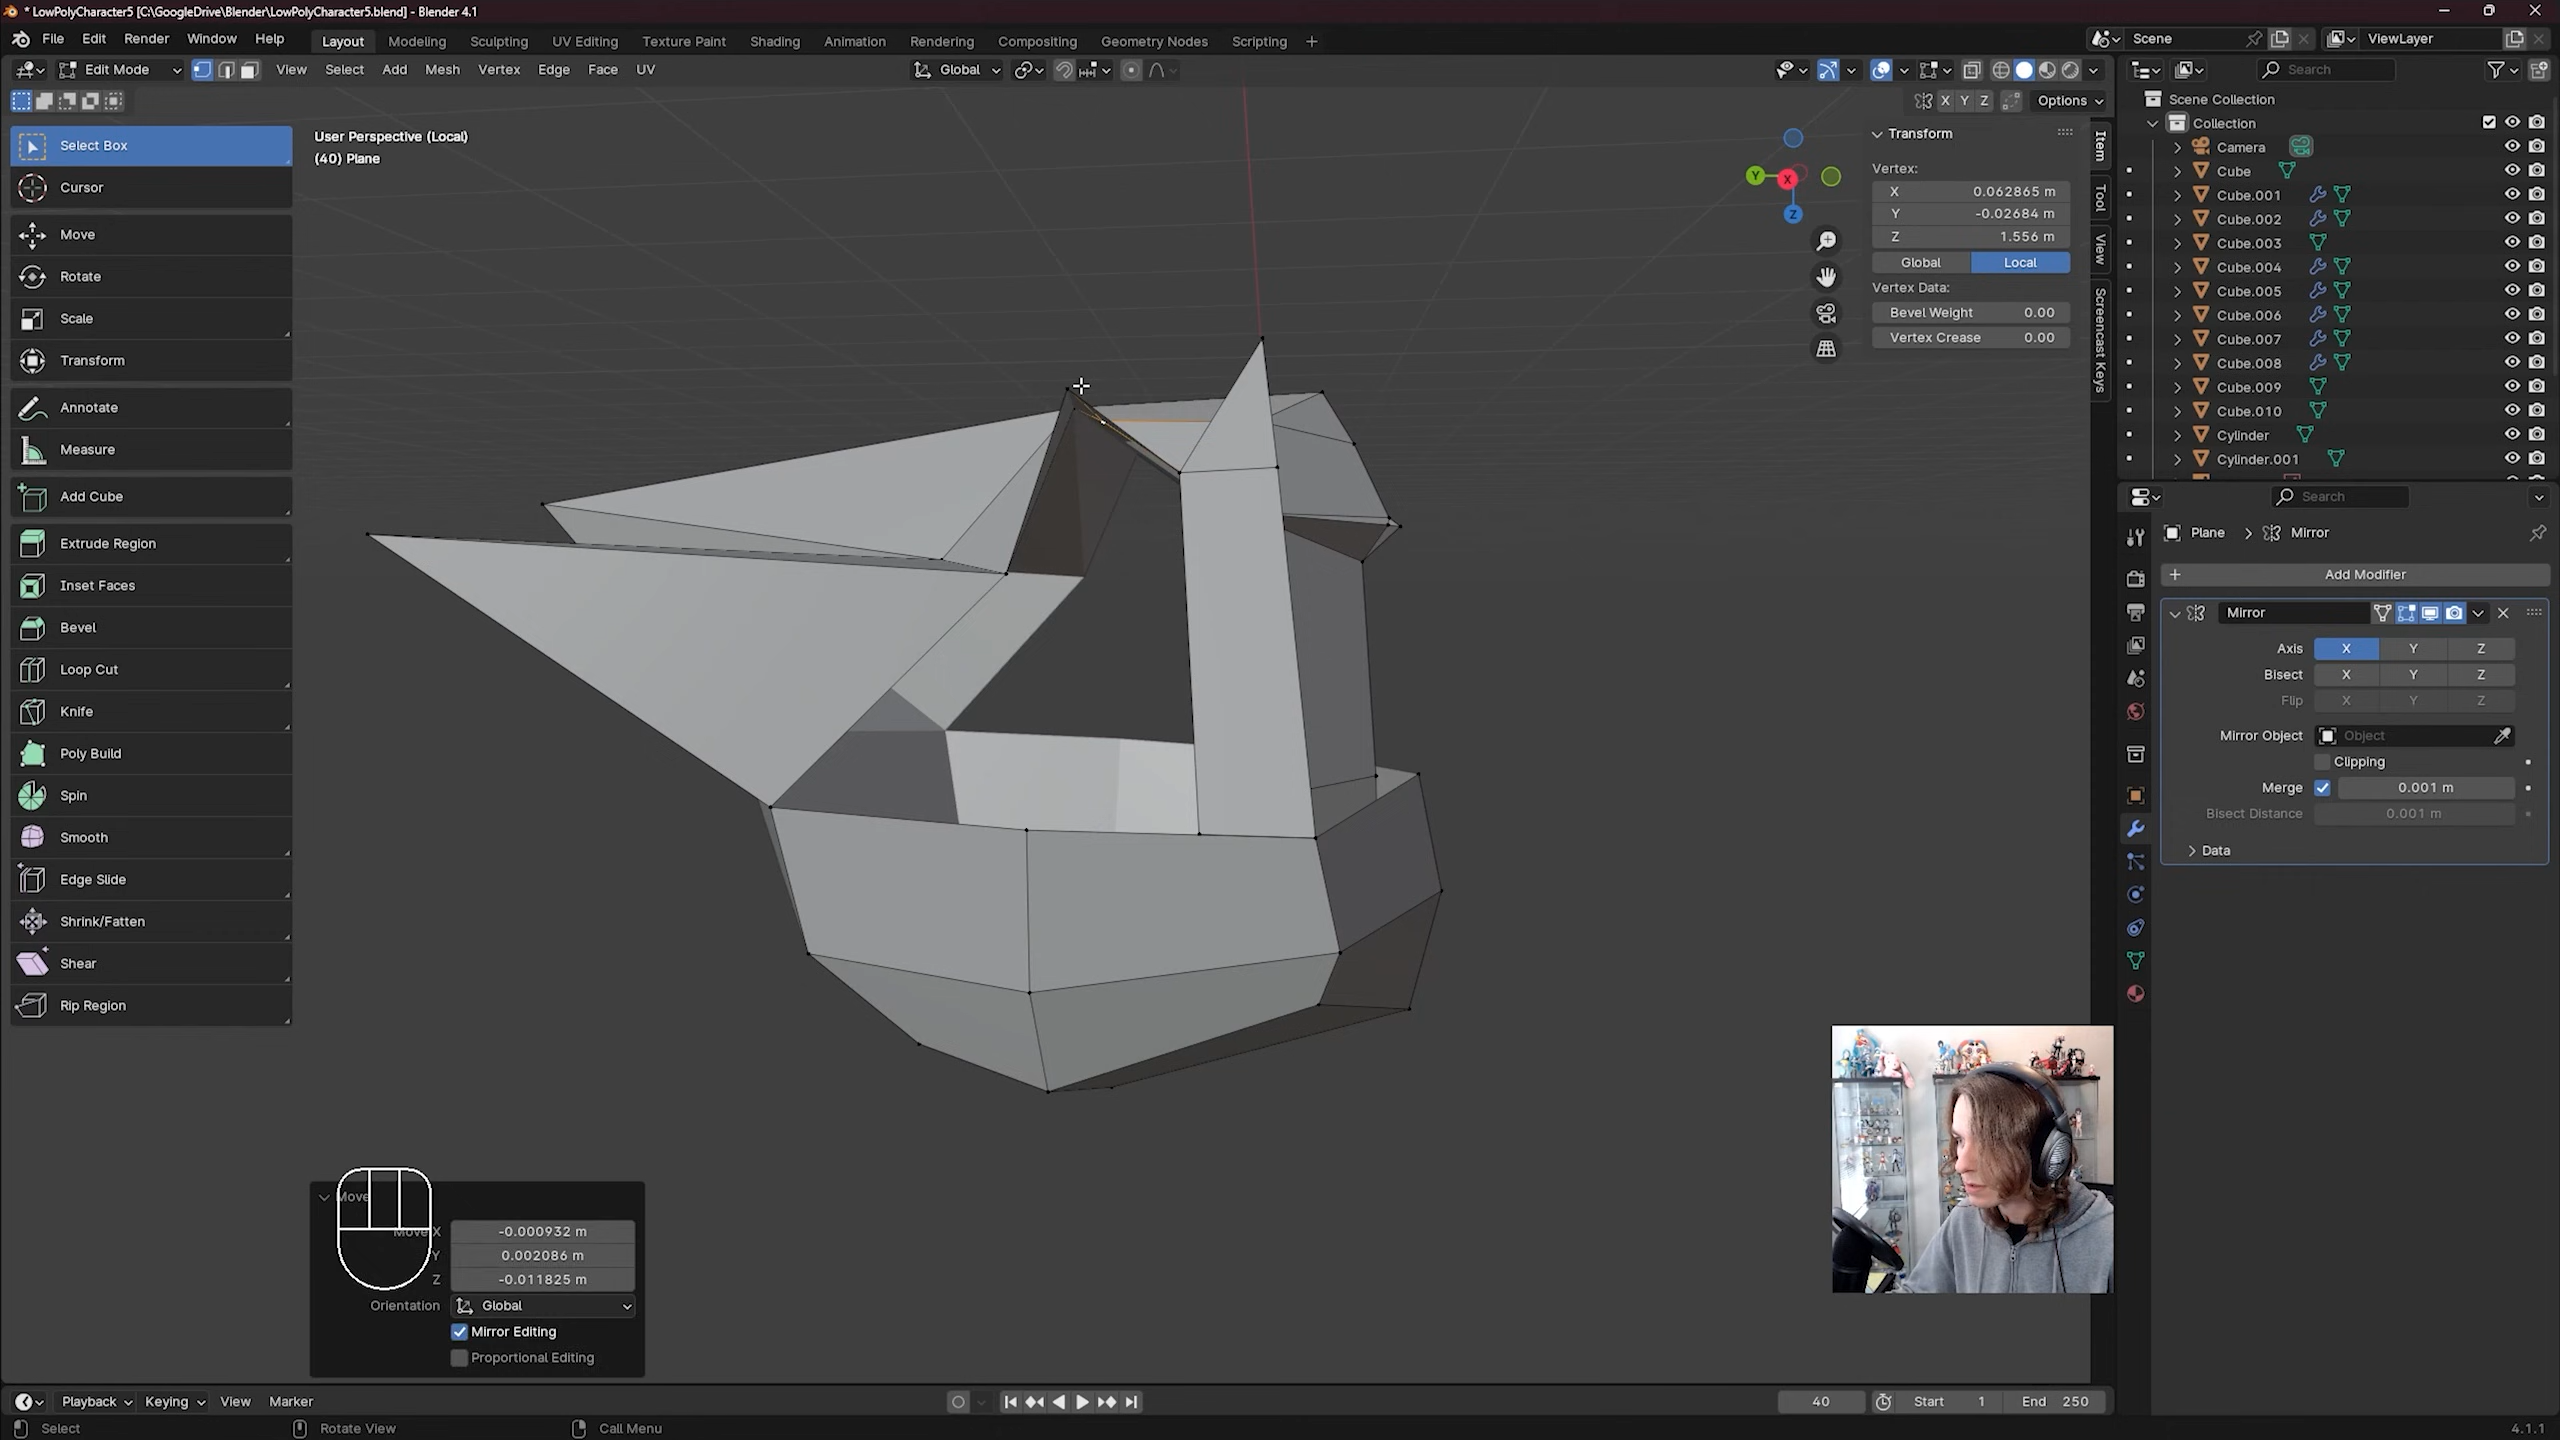 * LowPolyCharacter5 [C:\GoogleDrive\Blender\LowPolyCharacter5.blend] - Blender 4.1
File Edit Render Window Help
Layout Modeling Sculpting UV Editing Texture Paint Shading Animation Rendering Compositing Geometry Nodes Scripting +
Scene
ViewLayer
Edit Mode
View Select Add Mesh Vertex Edge Face UV
Global
Search
X Y Z Options
Select Box
Cursor
Move
Rotate
Scale
Transform
Annotate
Measure
Add Cube
Extrude Region
Inset Faces
Bevel
Loop Cut
Knife
Poly Build
Spin
Smooth
Edge Slide
Shrink/Fatten
Shear
Rip Region
User Perspective (Local)
(40) Plane
Y X
Z
Transform
Vertex:
X 0.062865 m
Y -0.02684 m
Z 1.556 m
Global Local
Vertex Data:
Bevel Weight 0.00
Vertex Crease 0.00
Item
Tool
View
Screencast Keys
Scene Collection
Collection
Camera
Cube
Cube.001
Cube.002
Cube.003
Cube.004
Cube.005
Cube.006
Cube.007
Cube.008
Cube.009
Cube.010
Cylinder
Cylinder.001
Search
Plane > Mirror
+ Add Modifier
Mirror
Axis X Y Z
Bisect X Y Z
Flip X Y Z
Mirror Object Object
Clipping
Merge 0.001 m
Bisect Distance 0.001 m
Data
Move
Move X -0.000932 m
Y 0.002086 m
Z -0.011825 m
Orientation Global
Mirror Editing
Proportional Editing
Playback Keying View Marker
40 Start 1 End 250
Select Rotate View Call Menu
4.1.1